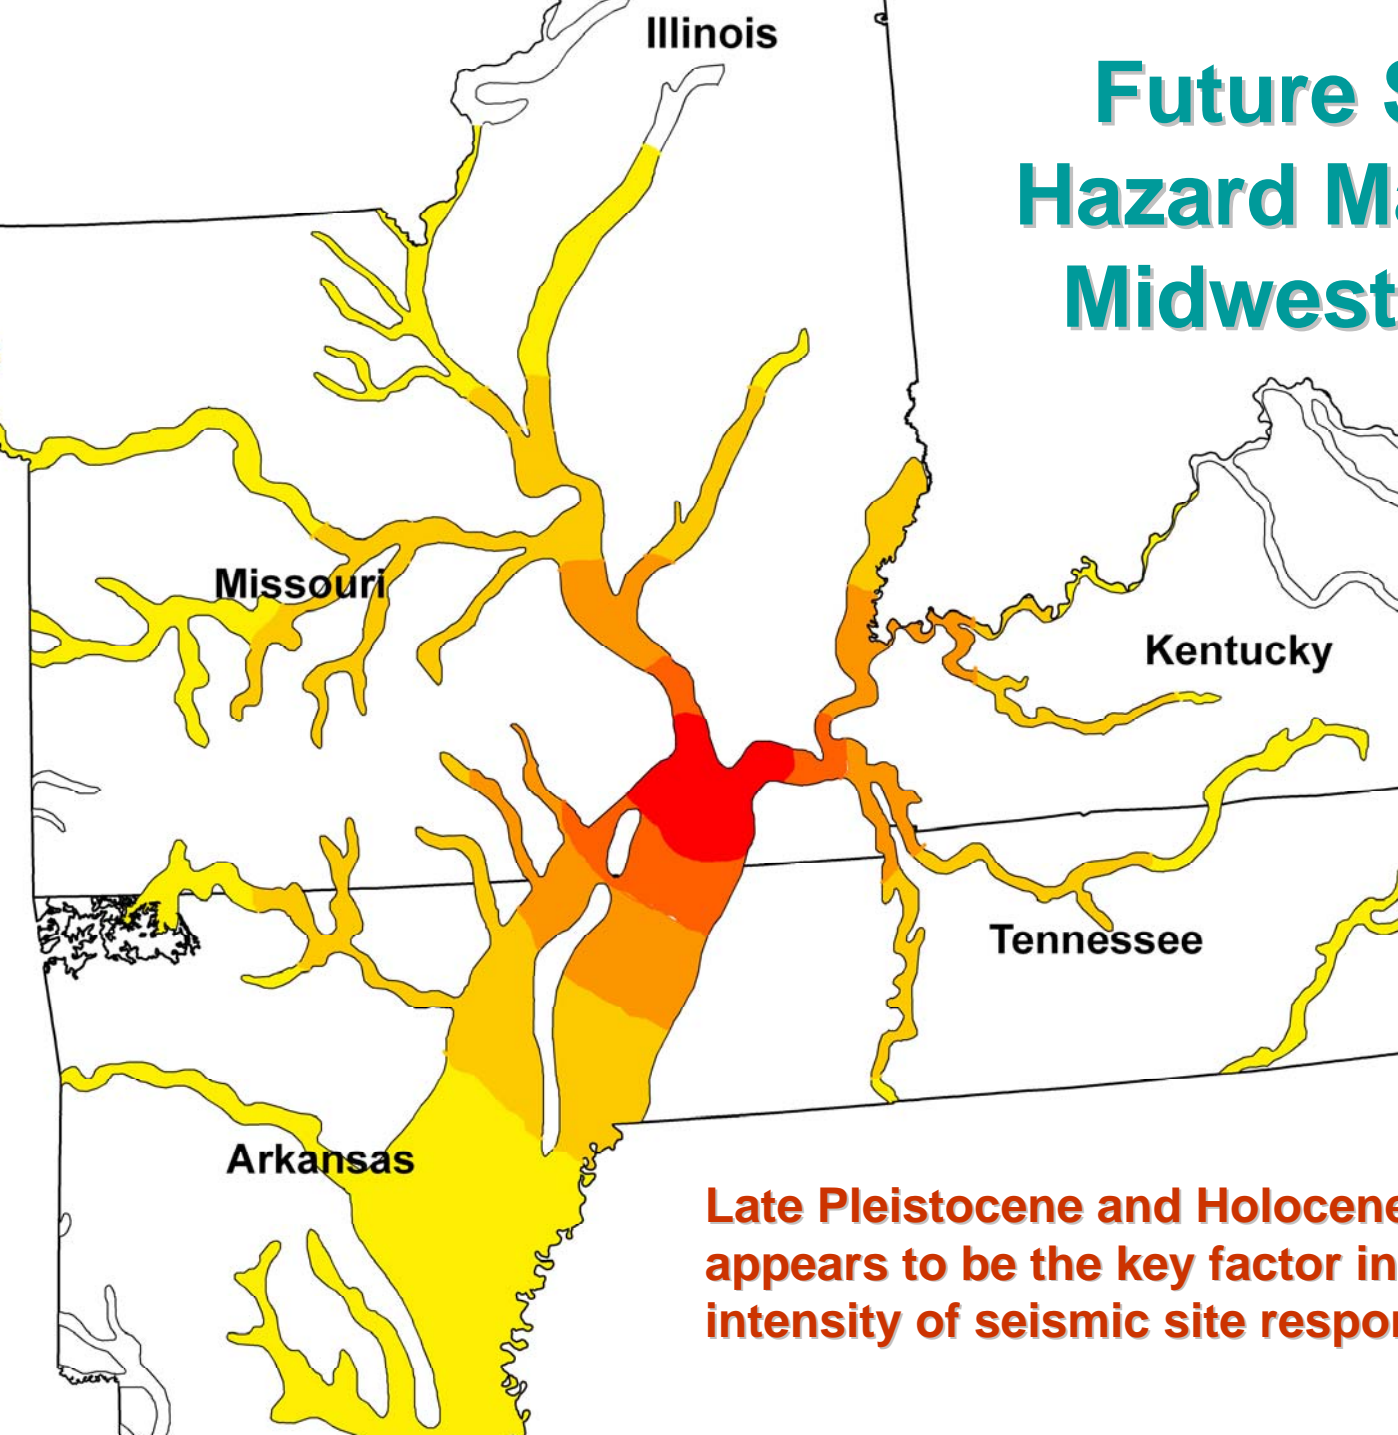 Illinois
Future S
Hazard Ma
Midwest
Missouri
Kentucky
Tennessee
Arkansas
Late Pleistocene and Holocene
appears to be the key factor in
intensity of seismic site respon